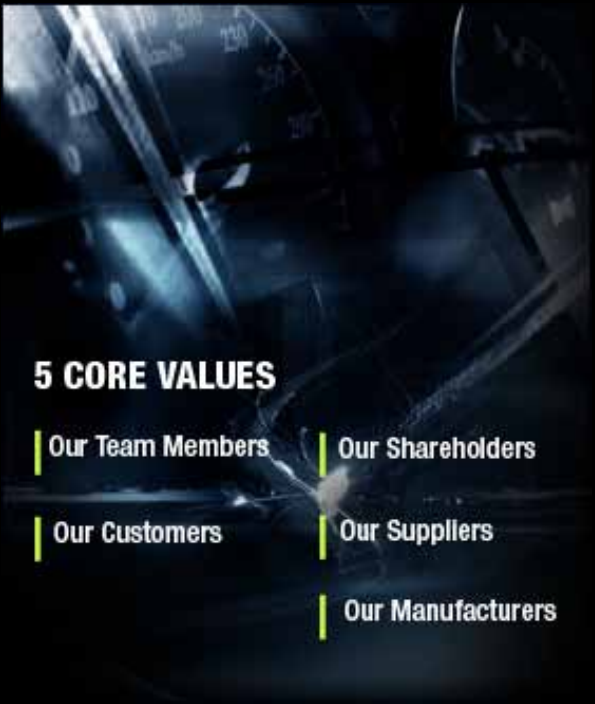 5 CORE VALUES
Our Team Members
Our Customers
Our Shareholders
Our Suppliers
Our Manufacturers